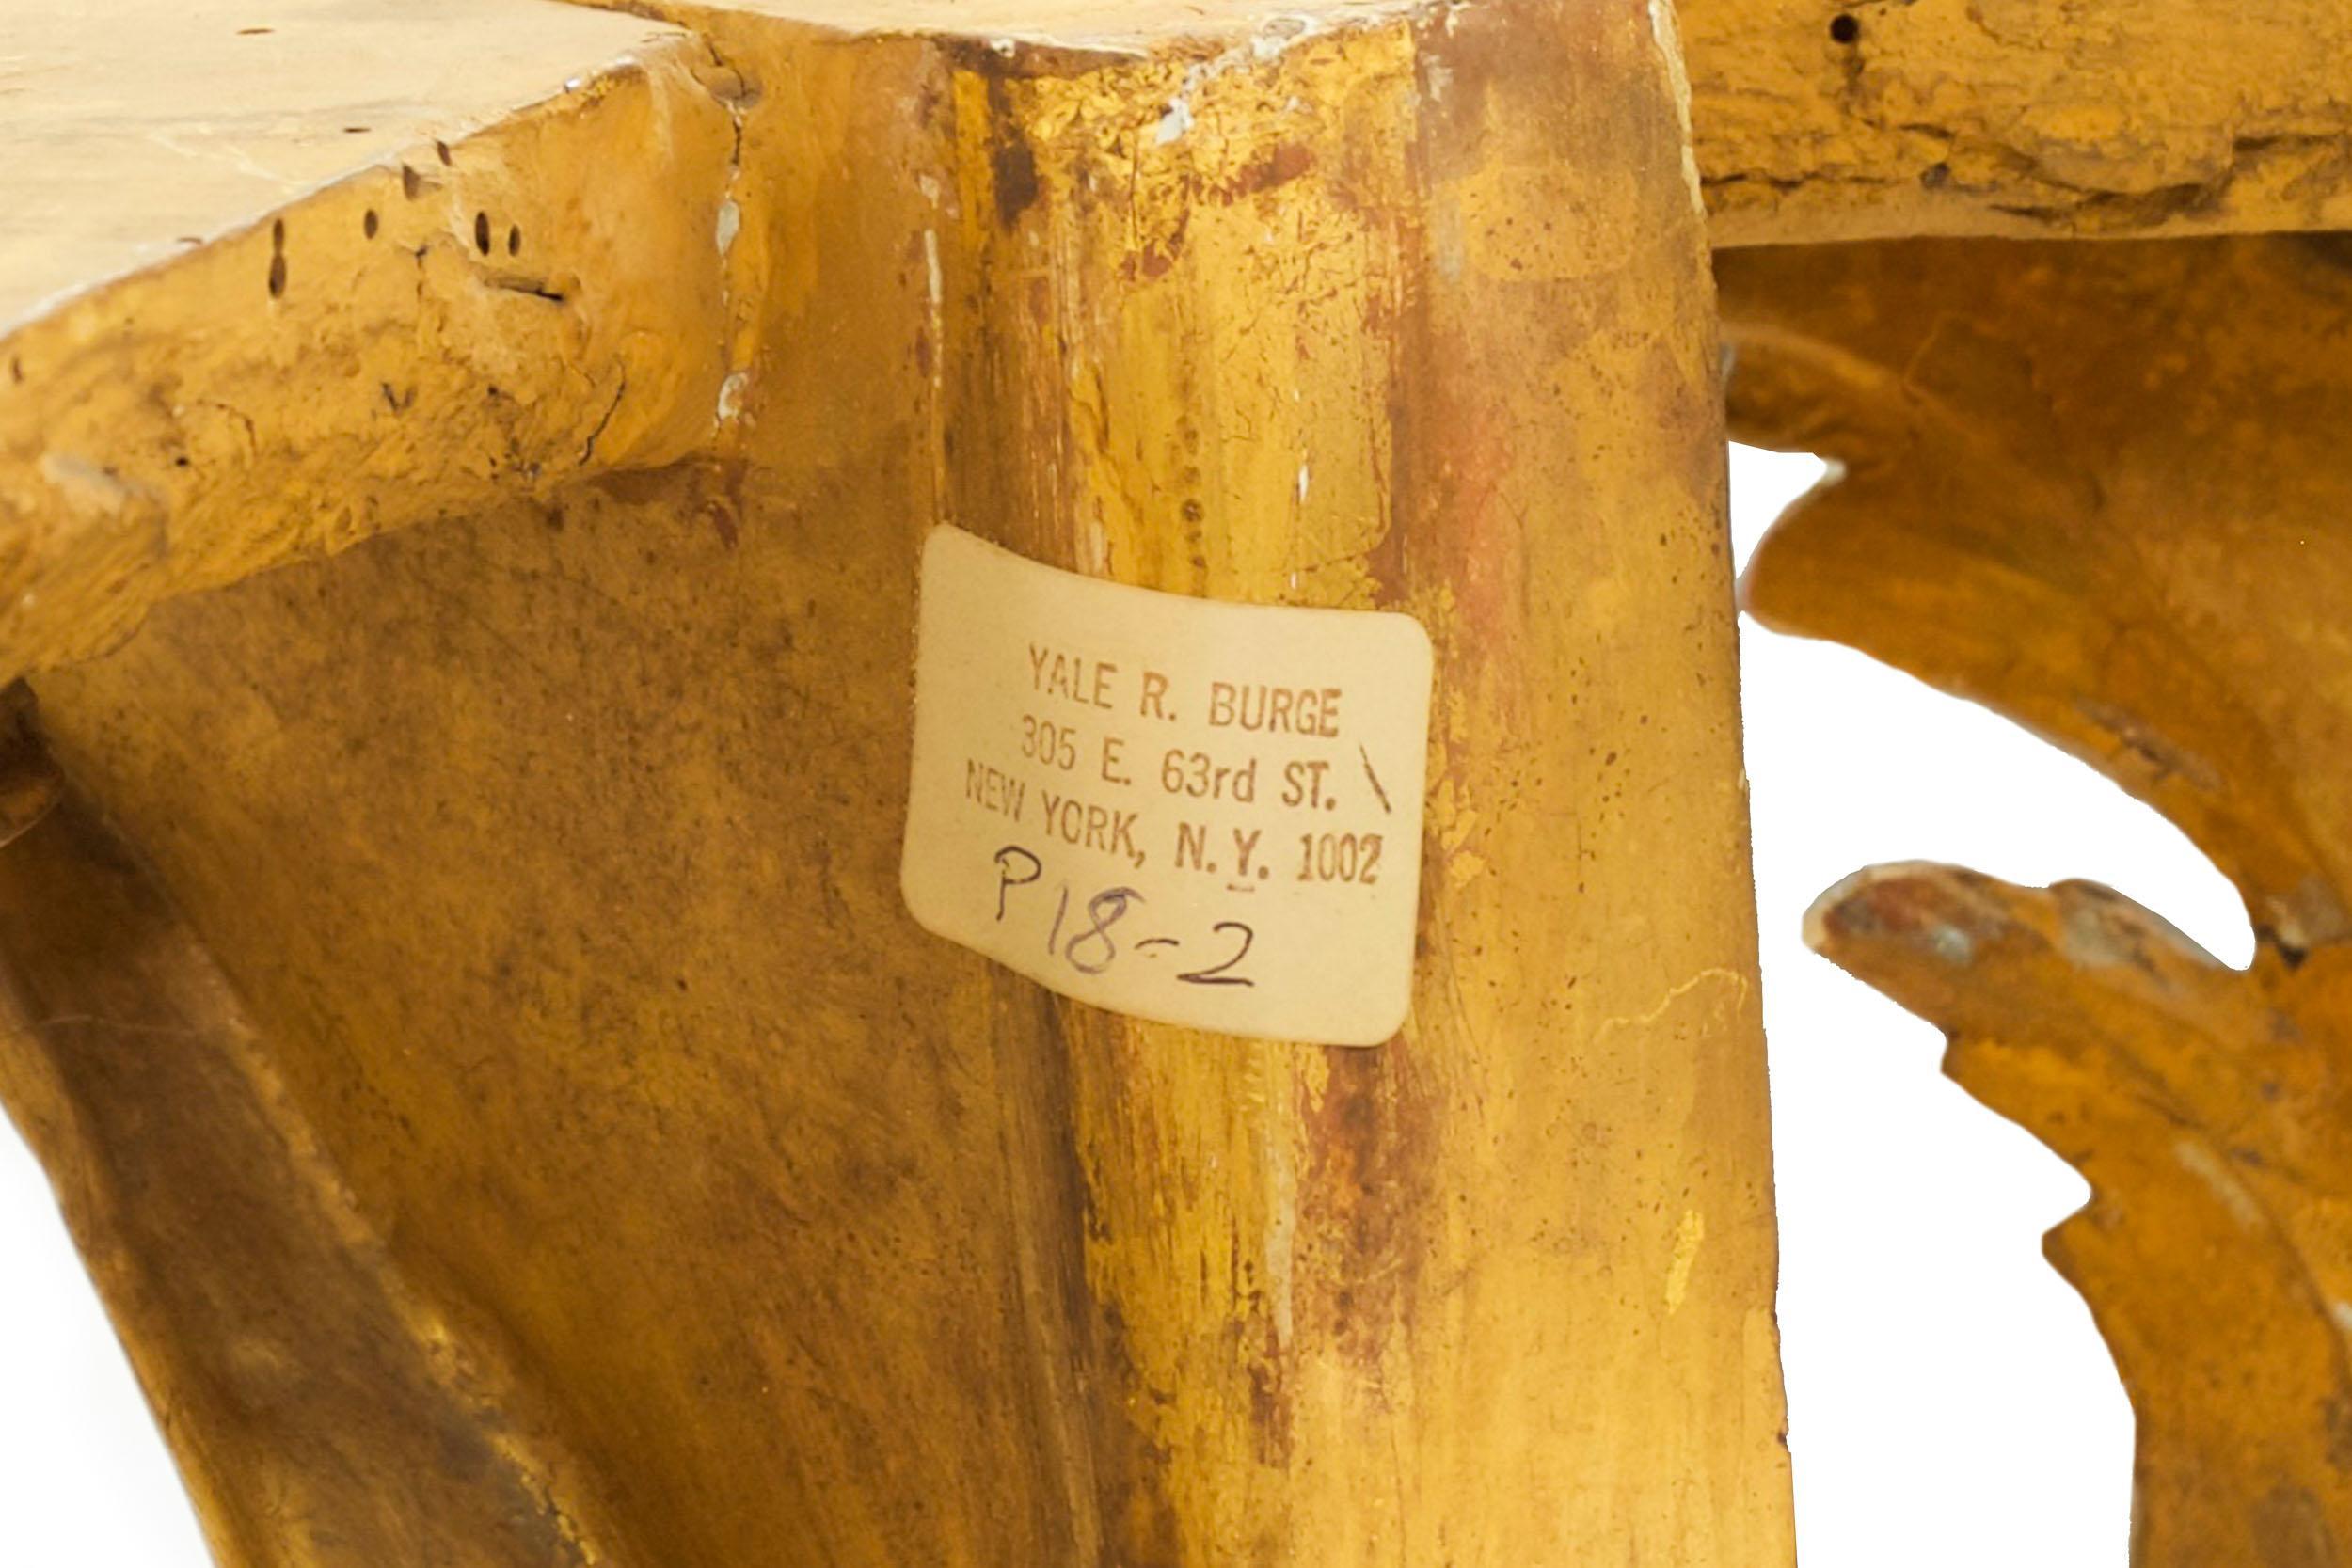 YALE R. BURGE
305 E. 63rd ST.
NEW YORK, N.Y. 1002
P18-2